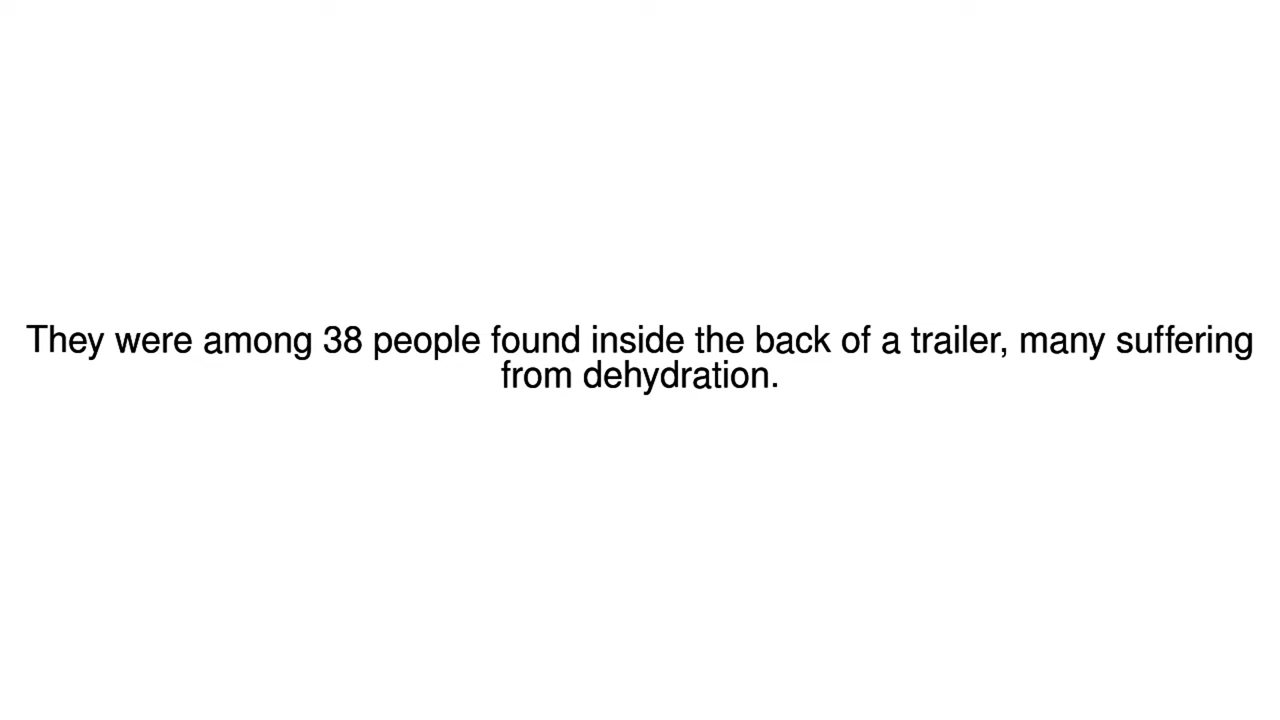 They were among 38 people found inside the back of a trailer, many suffering
from dehydration.